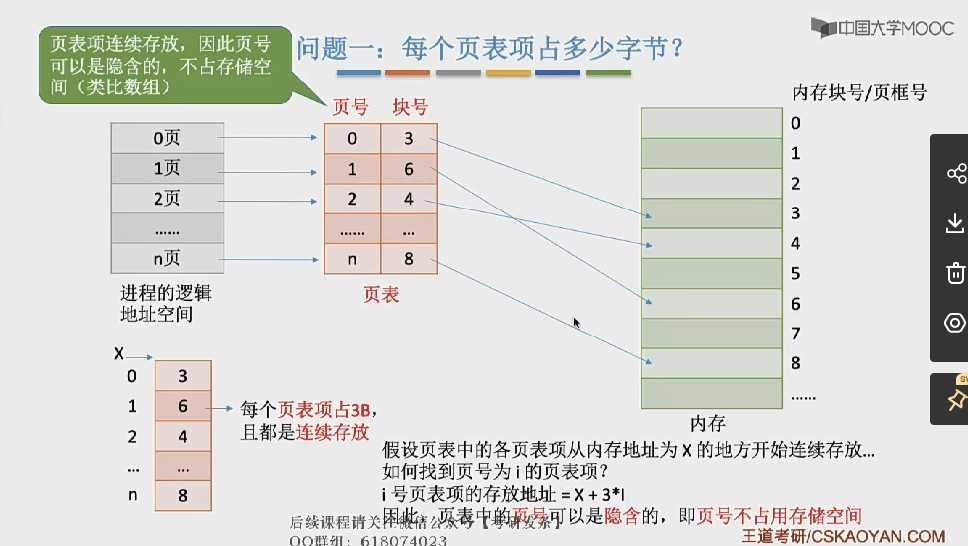 页表项连续存放，因此页号
可以是隐含的，不占存储空
间（类比数组）
问题一：每个页表项占多少字节？
中国大学MOOC
页号 块号
内存块号/页框号
0页
1页
2页
......
n页
进程的逻辑
地址空间
0 3
1 6
2 4
...... ...
n 8
页表
0
1
2
3
4
5
6
7
8
......
内存
X
0 3
1 6
2 4
... ...
n 8
每个页表项占3B，
且都是连续存放
假设页表中的各页表项从内存地址为 X 的地方开始连续存放...
如何找到页号为 i 的页表项？
i 号页表项的存放地址 = X + 3*I
因此，页表中的页号可以是隐含的，即页号不占用存储空间
后续课程请关注微信公众号【考研发条】
QQ群组：618074023
王道考研/CSKAOYAN.COM